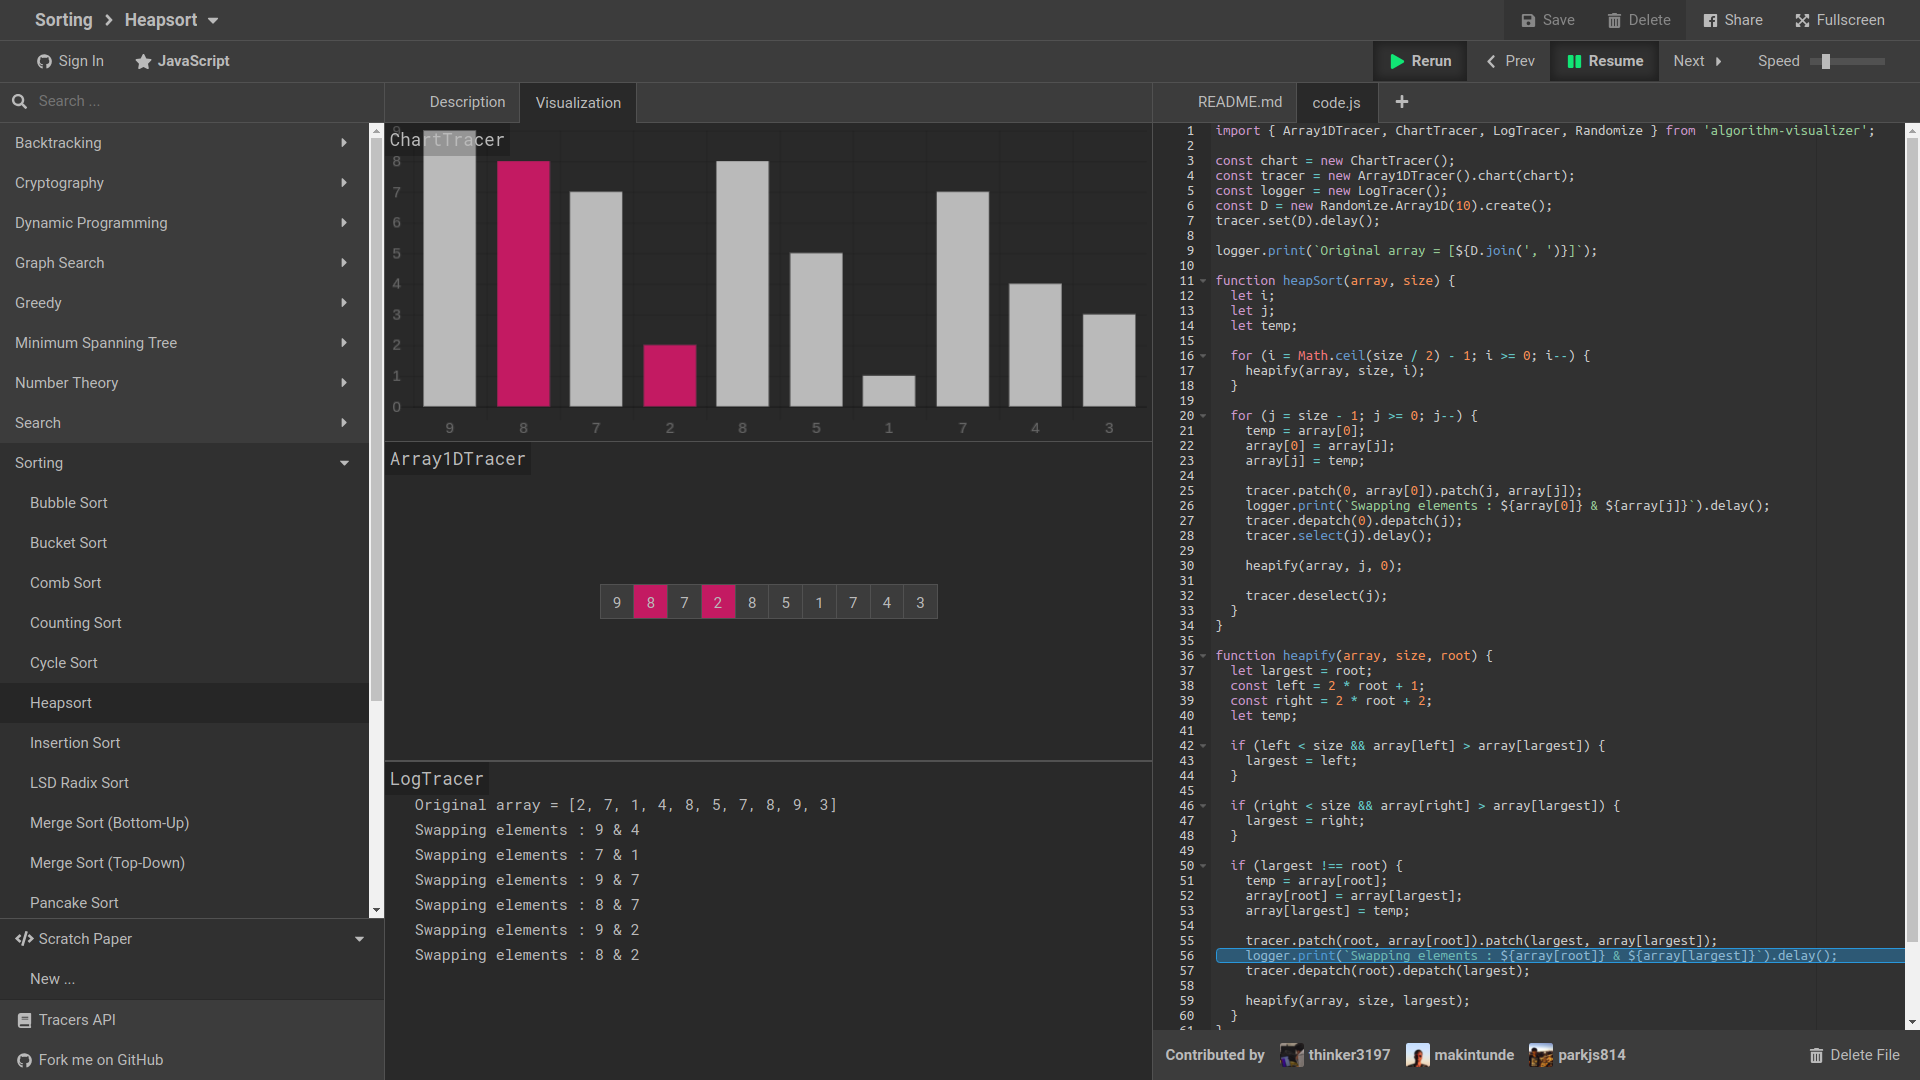 Sorting > Heapsort
Save
Delete
Share
Fullscreen
Sign In
JavaScript
Rerun
Prev
Resume
Next
Speed
Search ...
Backtracking
Cryptography
Dynamic Programming
Graph Search
Greedy
Minimum Spanning Tree
Number Theory
Search
Sorting
Bubble Sort
Bucket Sort
Comb Sort
Counting Sort
Cycle Sort
Heapsort
Insertion Sort
LSD Radix Sort
Merge Sort (Bottom-Up)
Merge Sort (Top-Down)
Pancake Sort
Scratch Paper
New ...
Tracers API
Fork me on GitHub
Description
Visualization
ChartTracer
9
8
7
6
5
4
3
2
1
0
9 8 7 2 8 5 1 7 4 3
Array1DTracer
9 8 7 2 8 5 1 7 4 3
LogTracer
Original array = [2, 7, 1, 4, 8, 5, 7, 8, 9, 3]
Swapping elements : 9 & 4
Swapping elements : 7 & 1
Swapping elements : 9 & 7
Swapping elements : 8 & 7
Swapping elements : 9 & 2
Swapping elements : 8 & 2
README.md
code.js
+
1 import { Array1DTracer, ChartTracer, LogTracer, Randomize } from 'algorithm-visualizer';
2
3 const chart = new ChartTracer();
4 const tracer = new Array1DTracer().chart(chart);
5 const logger = new LogTracer();
6 const D = new Randomize.Array1D(10).create();
7 tracer.set(D).delay();
8
9 logger.print(`Original array = [${D.join(', ')}]`);
10
11 function heapSort(array, size) {
12 let i;
13 let j;
14 let temp;
15
16 for (i = Math.ceil(size / 2) - 1; i >= 0; i--) {
17 heapify(array, size, i);
18 }
19
20 for (j = size - 1; j >= 0; j--) {
21 temp = array[0];
22 array[0] = array[j];
23 array[j] = temp;
24
25 tracer.patch(0, array[0]).patch(j, array[j]);
26 logger.print(`Swapping elements : ${array[0]} & ${array[j]}`).delay();
27 tracer.depatch(0).depatch(j);
28 tracer.select(j).delay();
29
30 heapify(array, j, 0);
31
32 tracer.deselect(j);
33 }
34 }
35
36 function heapify(array, size, root) {
37 let largest = root;
38 const left = 2 * root + 1;
39 const right = 2 * root + 2;
40 let temp;
41
42 if (left < size && array[left] > array[largest]) {
43 largest = left;
44 }
45
46 if (right < size && array[right] > array[largest]) {
47 largest = right;
48 }
49
50 if (largest !== root) {
51 temp = array[root];
52 array[root] = array[largest];
53 array[largest] = temp;
54
55 tracer.patch(root, array[root]).patch(largest, array[largest]);
56 logger.print(`Swapping elements : ${array[root]} & ${array[largest]}`).delay();
57 tracer.depatch(root).depatch(largest);
58
59 heapify(array, size, largest);
60 }
61 }
Contributed by thinker3197 makintunde parkjs814
Delete File